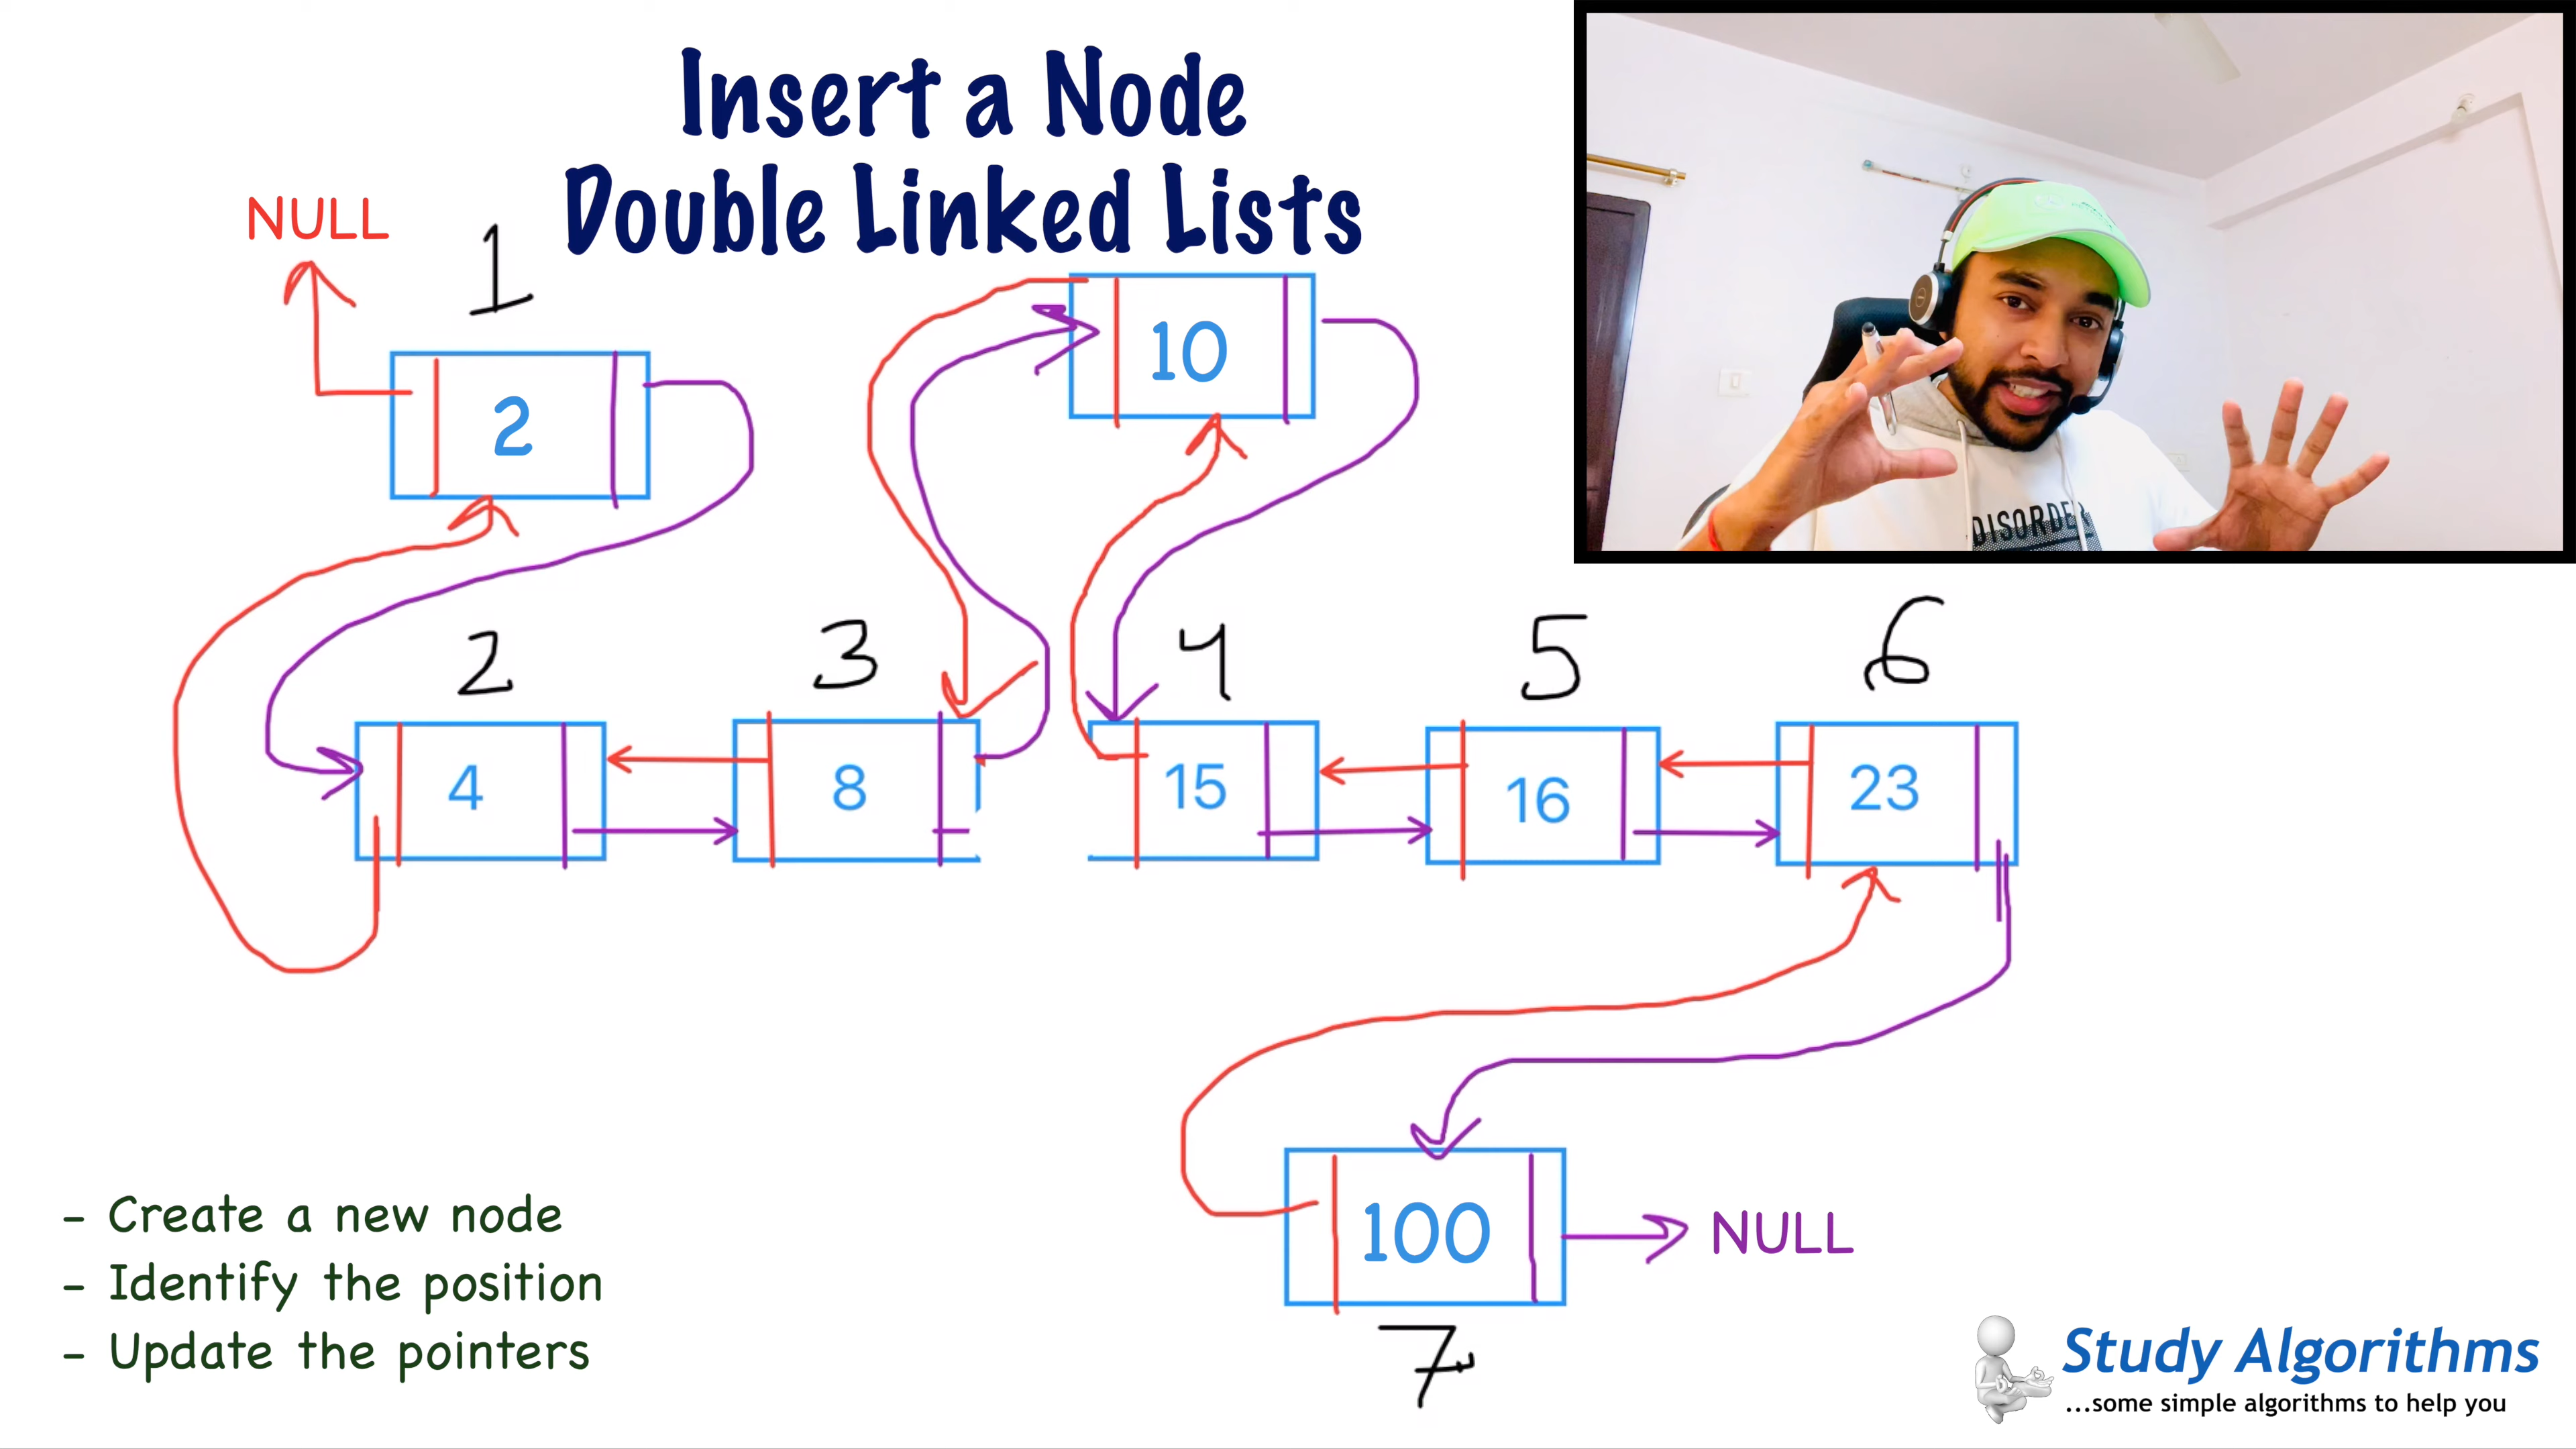 Insert a Node
Double Linked Lists
NULL
1
2
10
2
3
4
5
6
4
8
15
16
23
DISORDER
100
NULL
7
- Create a new node
- Identify the position
- Update the pointers
Study Algorithms
...some simple algorithms to help you